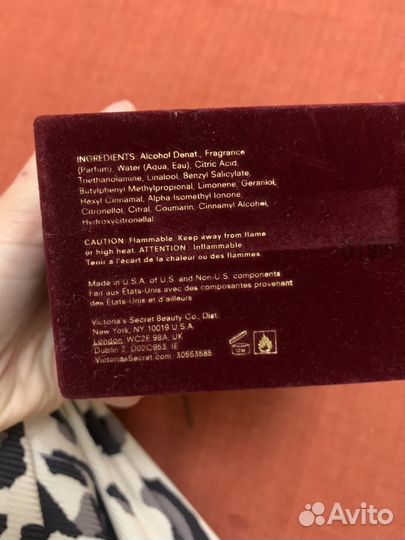 INGREDIENTS: Alcohol Denat., Fragrance
(Parfum), Water (Aqua, Eau), Citric Acid,
Triethanolamine, Linalool, Benzyl Salicylate,
Butylphenyl Methylpropional, Limonene, Geraniol,
Hexyl Cinnamal, Alpha Isomethyl Ionone,
Citronellol, Citral, Coumarin, Cinnamyl Alcohol,
Hydroxycitronellal
CAUTION: Flammable. Keep away from flame
or high heat. ATTENTION : Inflammable.
Tenir à l'écart de la chaleur ou des flammes.
Made in U.S.A. of U.S. and Non-U.S. components
Fait aux États-Unis avec des composantes provenant
des États-Unis et d'ailleurs
Victoria's Secret Beauty Co., Dist.
New York, NY 10019 U.S.A.
London WC2E 9BA, UK
Dublin 2, D02C953, IE
VictoriasSecret.com 30553585
12M
Avito